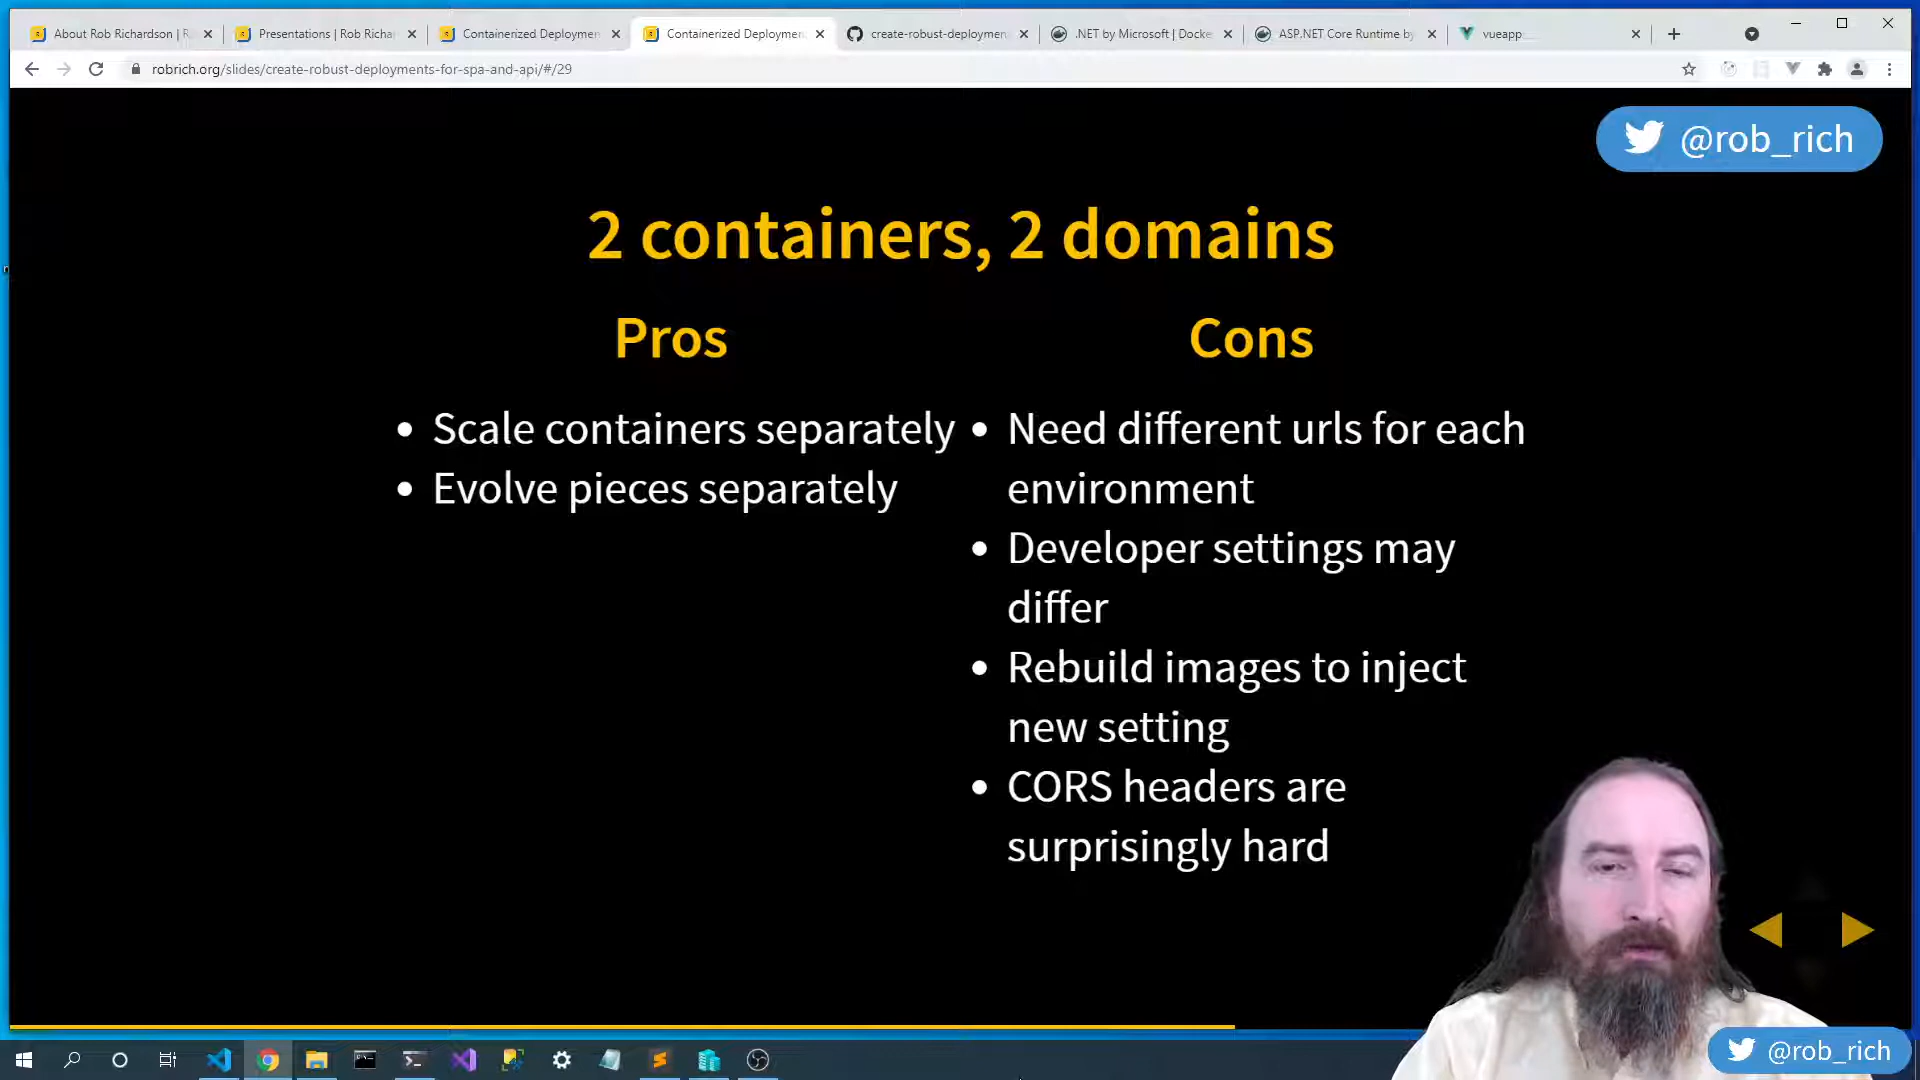 About Rob Richardson | R
Presentations | Rob Richar
Containerized Deploymen
Containerized Deploymen
create-robust-deploymen
.NET by Microsoft | Docke
ASP.NET Core Runtime by
vueapp
robrich.org/slides/create-robust-deployments-for-spa-and-api/#/29
@rob_rich
2 containers, 2 domains
Pros
• Scale containers separately
• Evolve pieces separately
Cons
• Need different urls for each
environment
• Developer settings may
differ
• Rebuild images to inject
new setting
• CORS headers are
surprisingly hard
@rob_rich